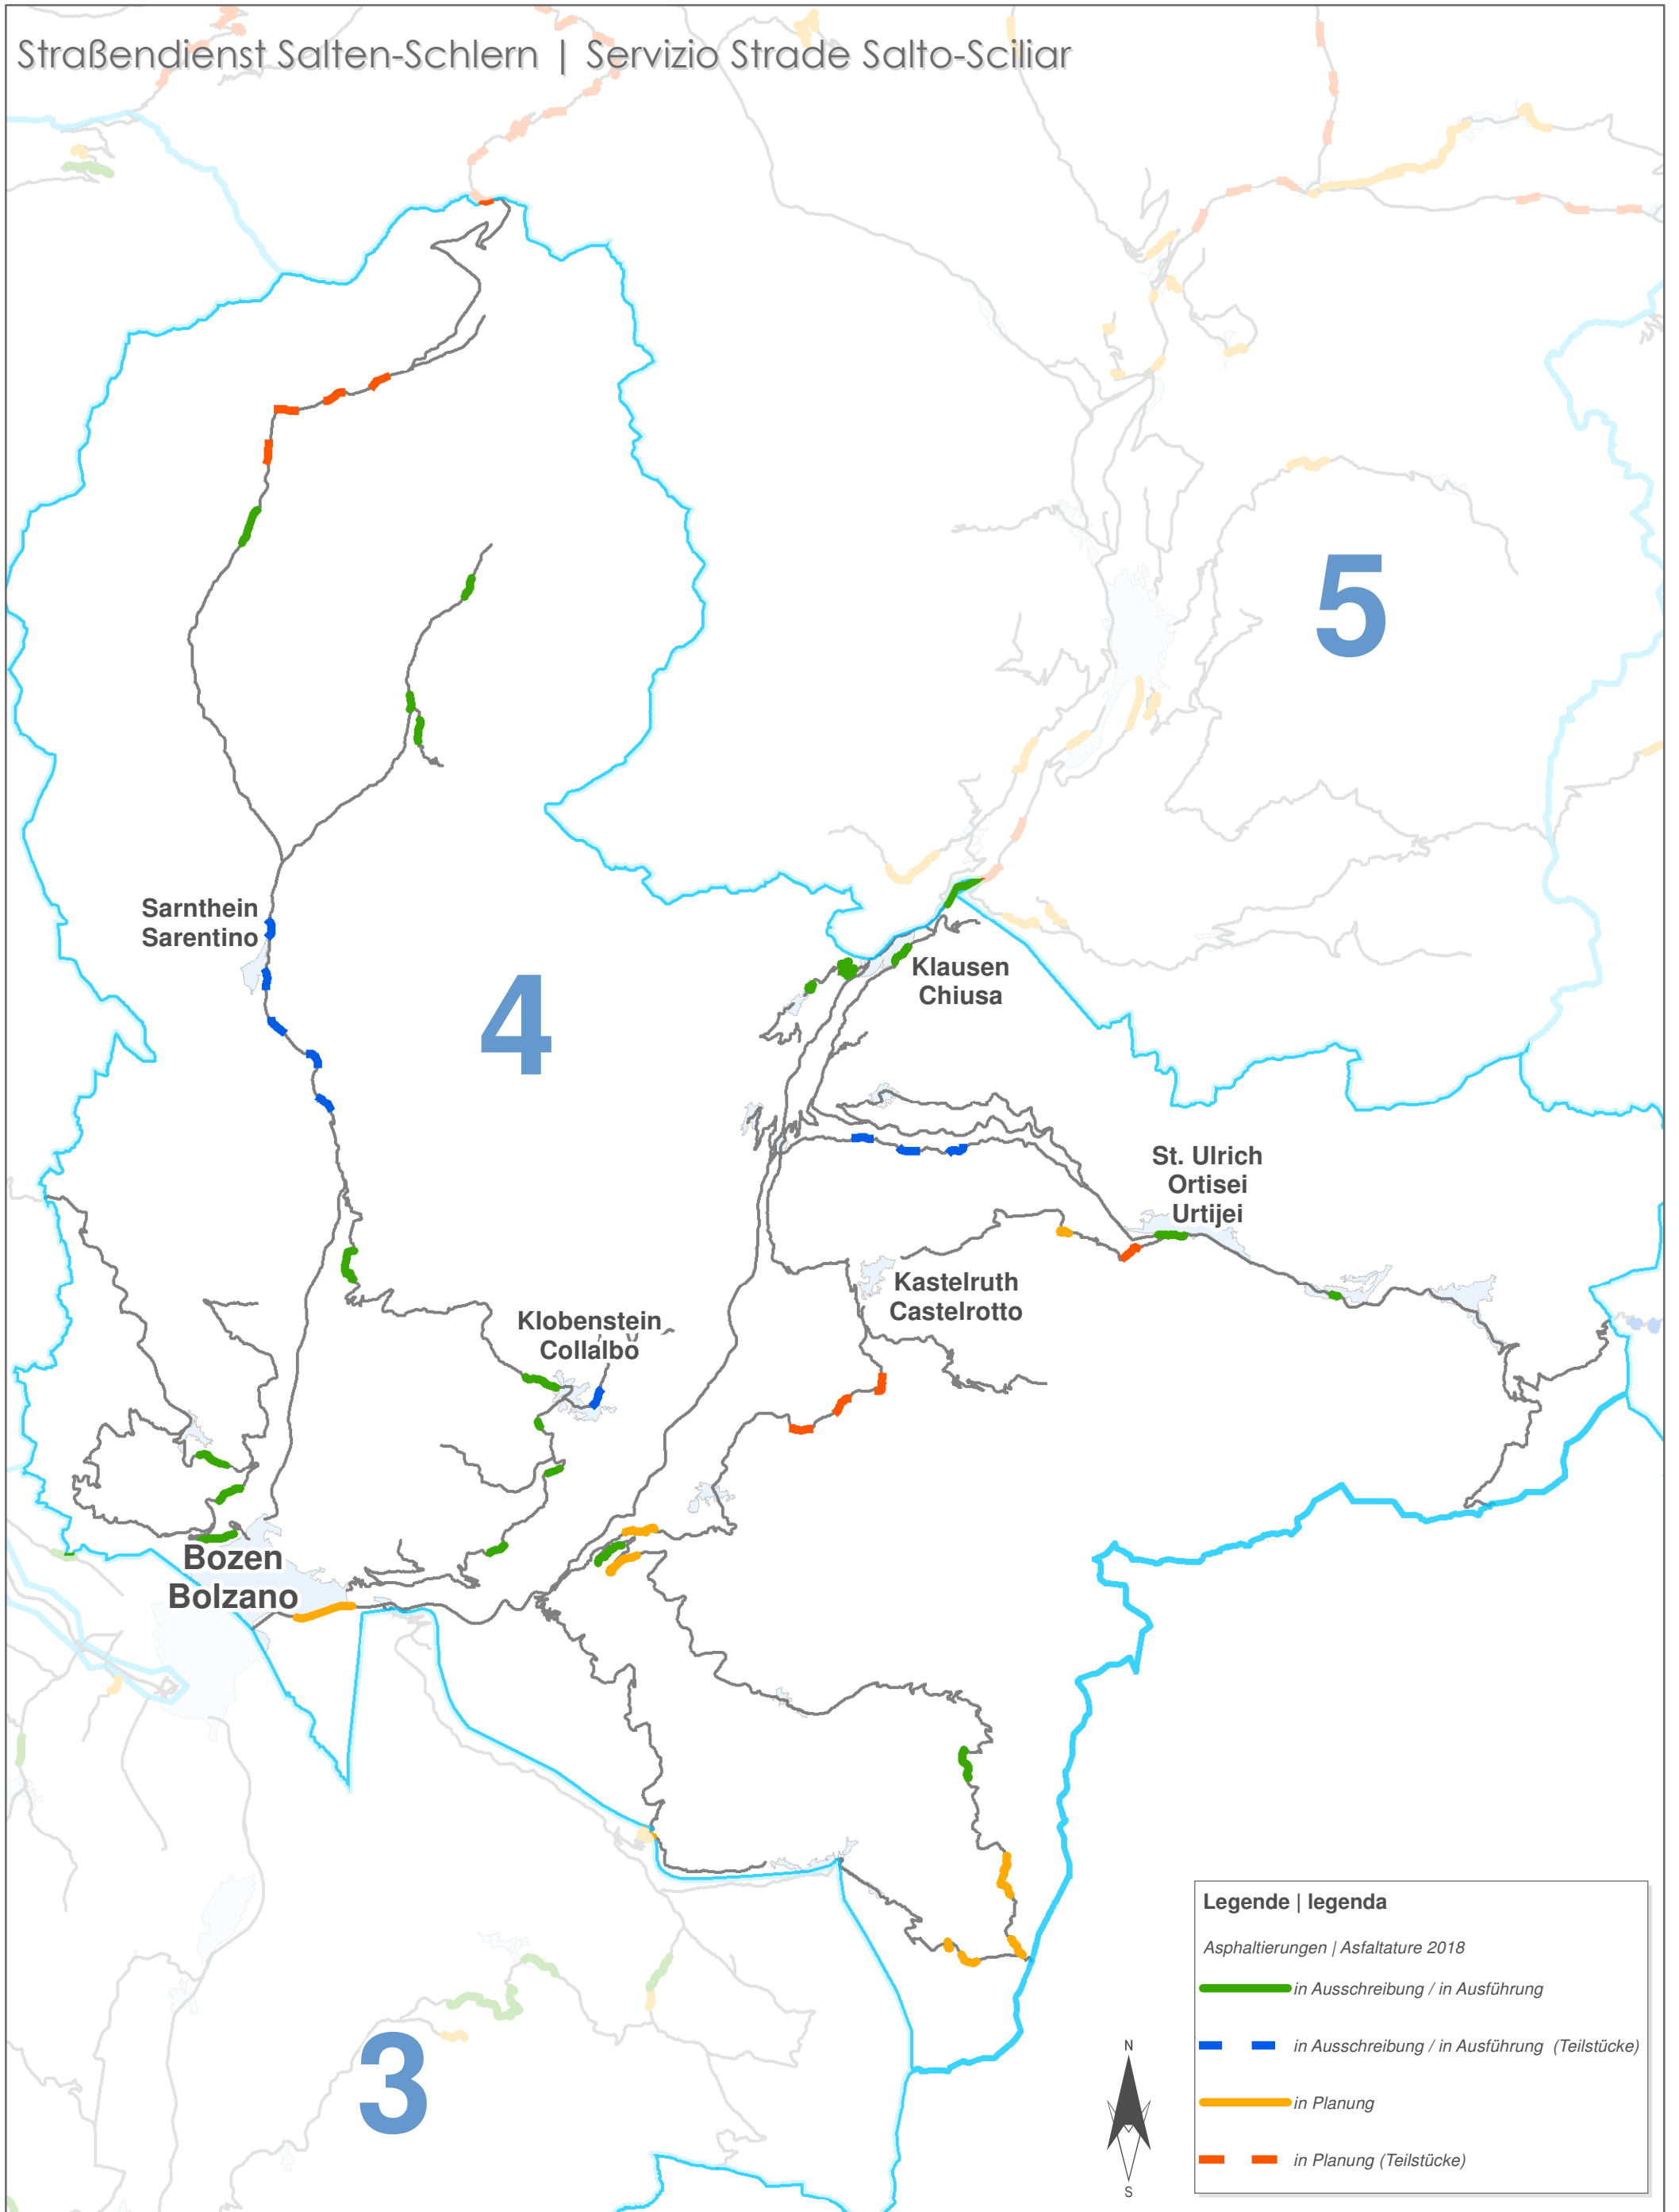 Straßendienst Salten-Schlern | Servizio Strade Salto-Sciliar
5
Sarnthein
Sarentino
4
Klausen
Chiusa
St. Ulrich
Ortisei
Urtijei
Kastelruth
Castelrotto
Klobenstein
Collalbo
Bozen
Bolzano
3
Legende | legenda
Asphaltierungen | Asfaltature 2018
in Ausschreibung / in Ausführung
in Ausschreibung / in Ausführung (Teilstücke)
in Planung
in Planung (Teilstücke)
N
S